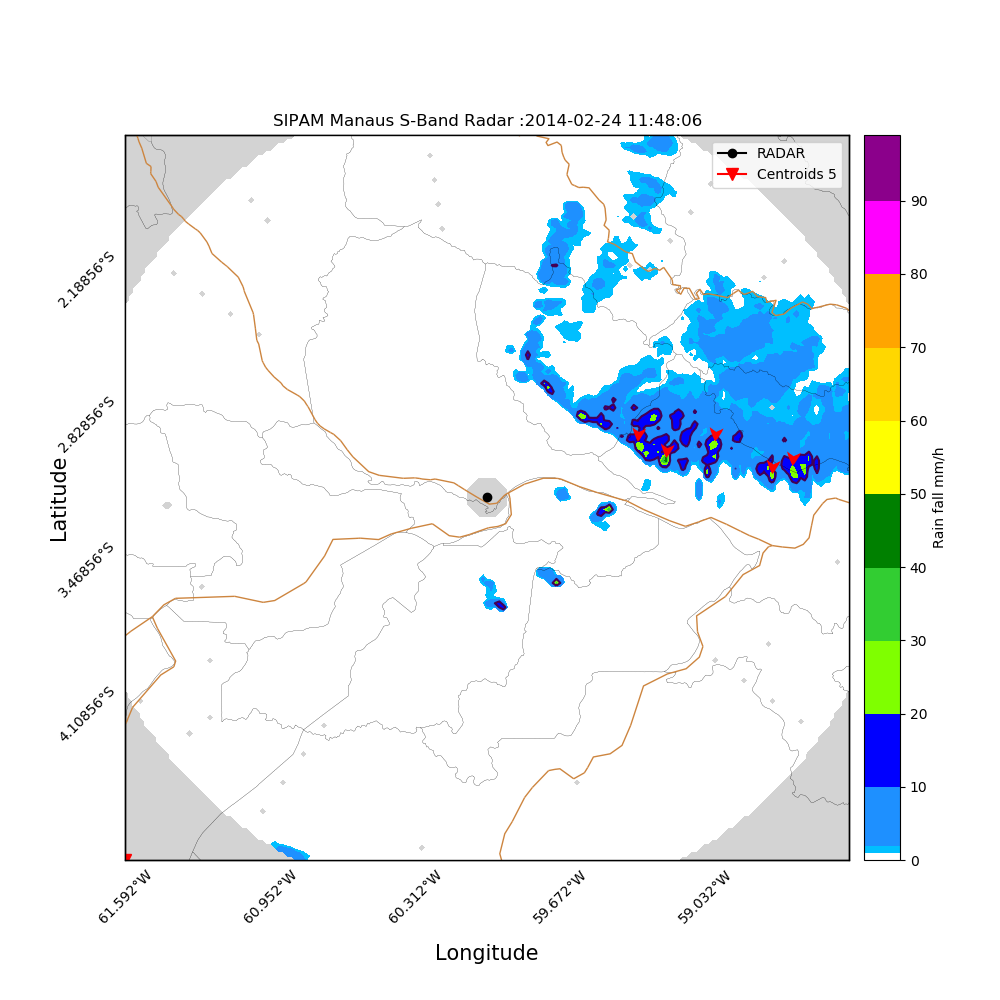 SIPAM Manaus S-Band Radar :2014-02-24 11:48:06
RADAR
Centroids 5
2.18856°S
2.82856°S
3.46856°S
4.10856°S
Latitude
61.592°W
60.952°W
60.312°W
59.672°W
59.032°W
Longitude
90
80
70
60
50
40
30
20
10
0
Rain fall mm/h